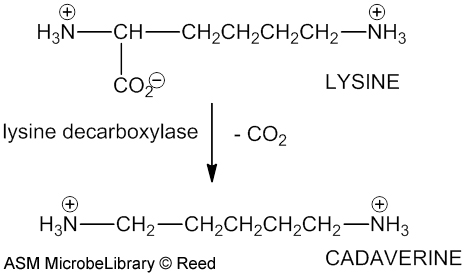 ⊕ ⊕
H₃N—CH—CH₂CH₂CH₂CH₂—NH₃
CO₂⊖
LYSINE
lysine decarboxylase
- CO₂
⊕ ⊕
H₃N—CH₂—CH₂CH₂CH₂CH₂—NH₃
ASM MicrobeLibrary © Reed
CADAVERINE